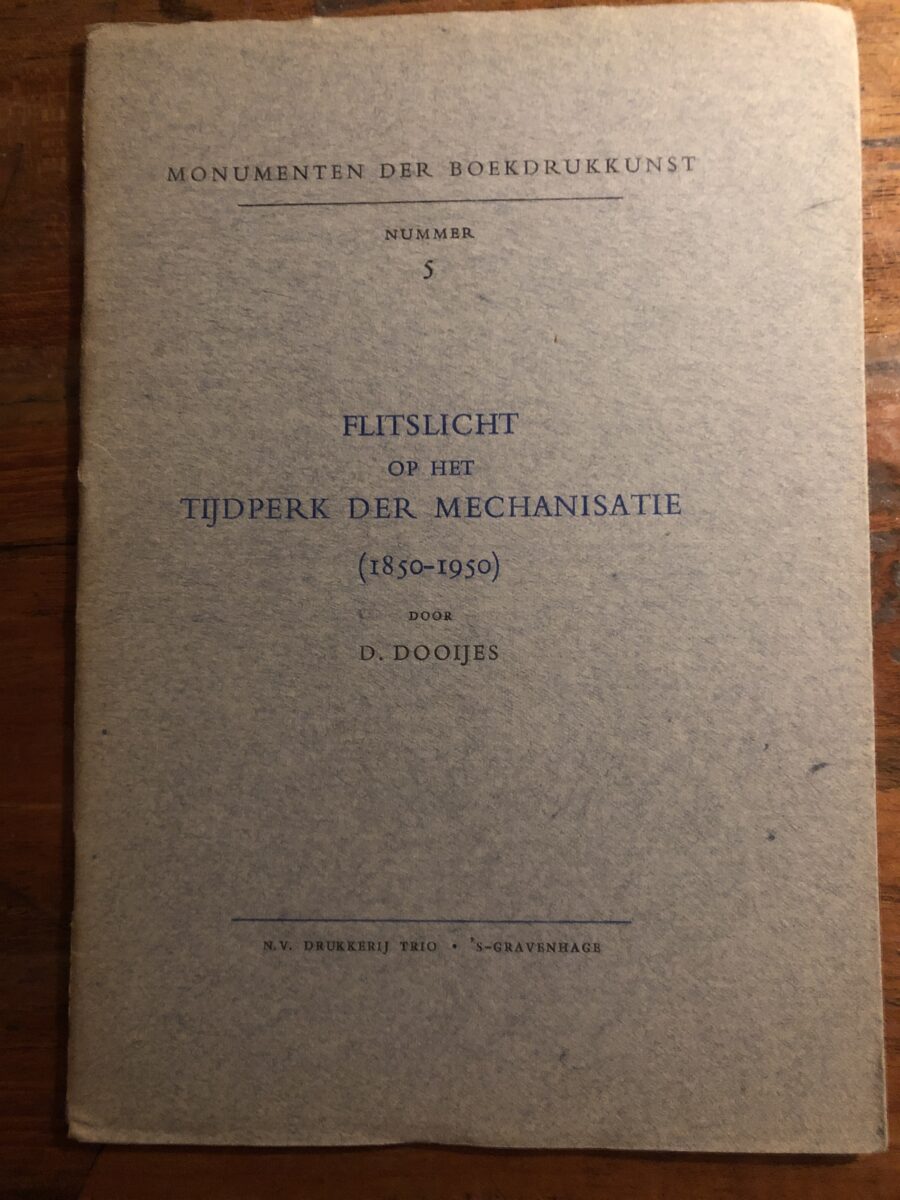 MONUMENTEN DER BOEKDRUKKUNST
NUMMER
5
FLITSLICHT
OP HET
TIJDPERK DER MECHANISATIE
(1850-1950)
DOOR
D. DOOIJES
N.V. DRUKKERIJ TRIO • 'S-GRAVENHAGE